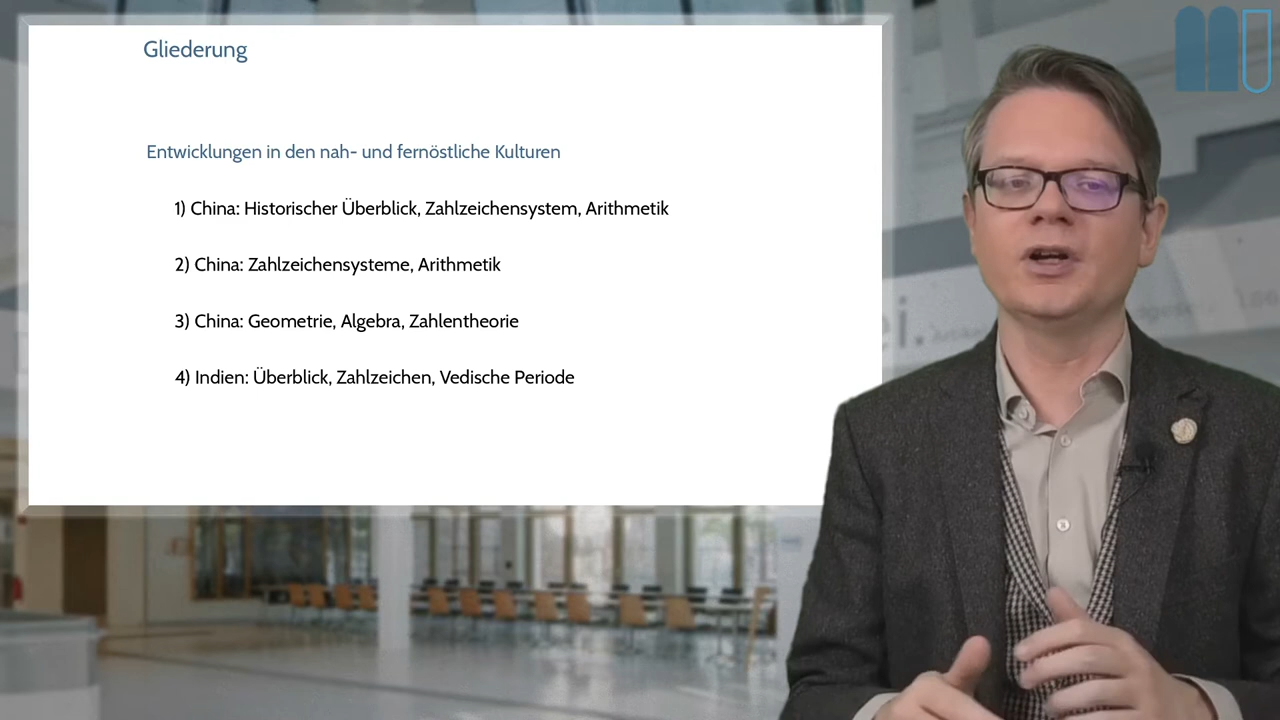 Gliederung
Entwicklungen in den nah- und fernöstliche Kulturen
1) China: Historischer Überblick, Zahlzeichensystem, Arithmetik
2) China: Zahlzeichensysteme, Arithmetik
3) China: Geometrie, Algebra, Zahlentheorie
4) Indien: Überblick, Zahlzeichen, Vedische Periode